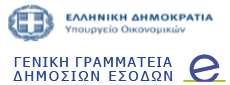 ΕΛΛΗΝΙΚΗ ΔΗΜΟΚΡΑΤΙΑ
Υπουργείο Οικονομικών
ΓΕΝΙΚΗ ΓΡΑΜΜΑΤΕΙΑ
ΔΗΜΟΣΙΩΝ ΕΣΟΔΩΝ
e